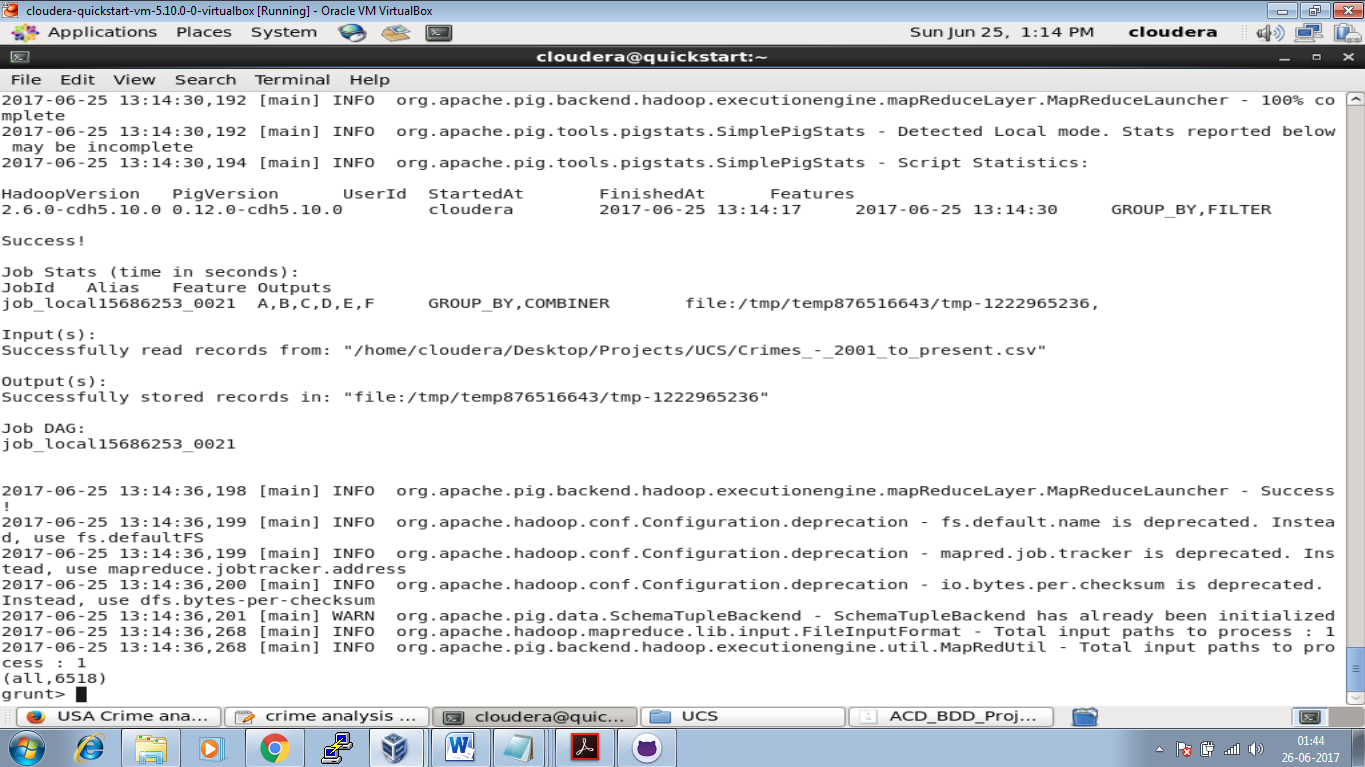 cloudera-quickstart-vm-5.10.0-0-virtualbox [Running] - Oracle VM VirtualBox
Applications Places System Sun Jun 25, 1:14 PM cloudera
cloudera@quickstart:~
File Edit View Search Terminal Help
2017-06-25 13:14:30,192 [main] INFO  org.apache.pig.backend.hadoop.executionengine.mapReduceLayer.MapReduceLauncher - 100% co
mplete
2017-06-25 13:14:30,192 [main] INFO  org.apache.pig.tools.pigstats.SimplePigStats - Detected Local mode. Stats reported below
 may be incomplete
2017-06-25 13:14:30,194 [main] INFO  org.apache.pig.tools.pigstats.SimplePigStats - Script Statistics:
HadoopVersion PigVersion UserId StartedAt FinishedAt Features
2.6.0-cdh5.10.0 0.12.0-cdh5.10.0 cloudera 2017-06-25 13:14:17 2017-06-25 13:14:30 GROUP_BY,FILTER
Success!
Job Stats (time in seconds):
JobId Alias Feature Outputs
job_local15686253_0021 A,B,C,D,E,F GROUP_BY,COMBINER file:/tmp/temp876516643/tmp-1222965236,
Input(s):
Successfully read records from: "/home/cloudera/Desktop/Projects/UCS/Crimes_-_2001_to_present.csv"
Output(s):
Successfully stored records in: "file:/tmp/temp876516643/tmp-1222965236"
Job DAG:
job_local15686253_0021
2017-06-25 13:14:36,198 [main] INFO  org.apache.pig.backend.hadoop.executionengine.mapReduceLayer.MapReduceLauncher - Success
!
2017-06-25 13:14:36,199 [main] INFO  org.apache.hadoop.conf.Configuration.deprecation - fs.default.name is deprecated. Instea
d, use fs.defaultFS
2017-06-25 13:14:36,199 [main] INFO  org.apache.hadoop.conf.Configuration.deprecation - mapred.job.tracker is deprecated. Ins
tead, use mapreduce.jobtracker.address
2017-06-25 13:14:36,200 [main] INFO  org.apache.hadoop.conf.Configuration.deprecation - io.bytes.per.checksum is deprecated.
Instead, use dfs.bytes-per-checksum
2017-06-25 13:14:36,201 [main] WARN  org.apache.pig.data.SchemaTupleBackend - SchemaTupleBackend has already been initialized
2017-06-25 13:14:36,268 [main] INFO  org.apache.hadoop.mapreduce.lib.input.FileInputFormat - Total input paths to process : 1
2017-06-25 13:14:36,268 [main] INFO  org.apache.pig.backend.hadoop.executionengine.util.MapRedUtil - Total input paths to pro
cess : 1
(all,6518)
grunt>
USA Crime ana... crime analysis ... cloudera@quic... UCS ACD_BDD_Proj...
01:44
26-06-2017